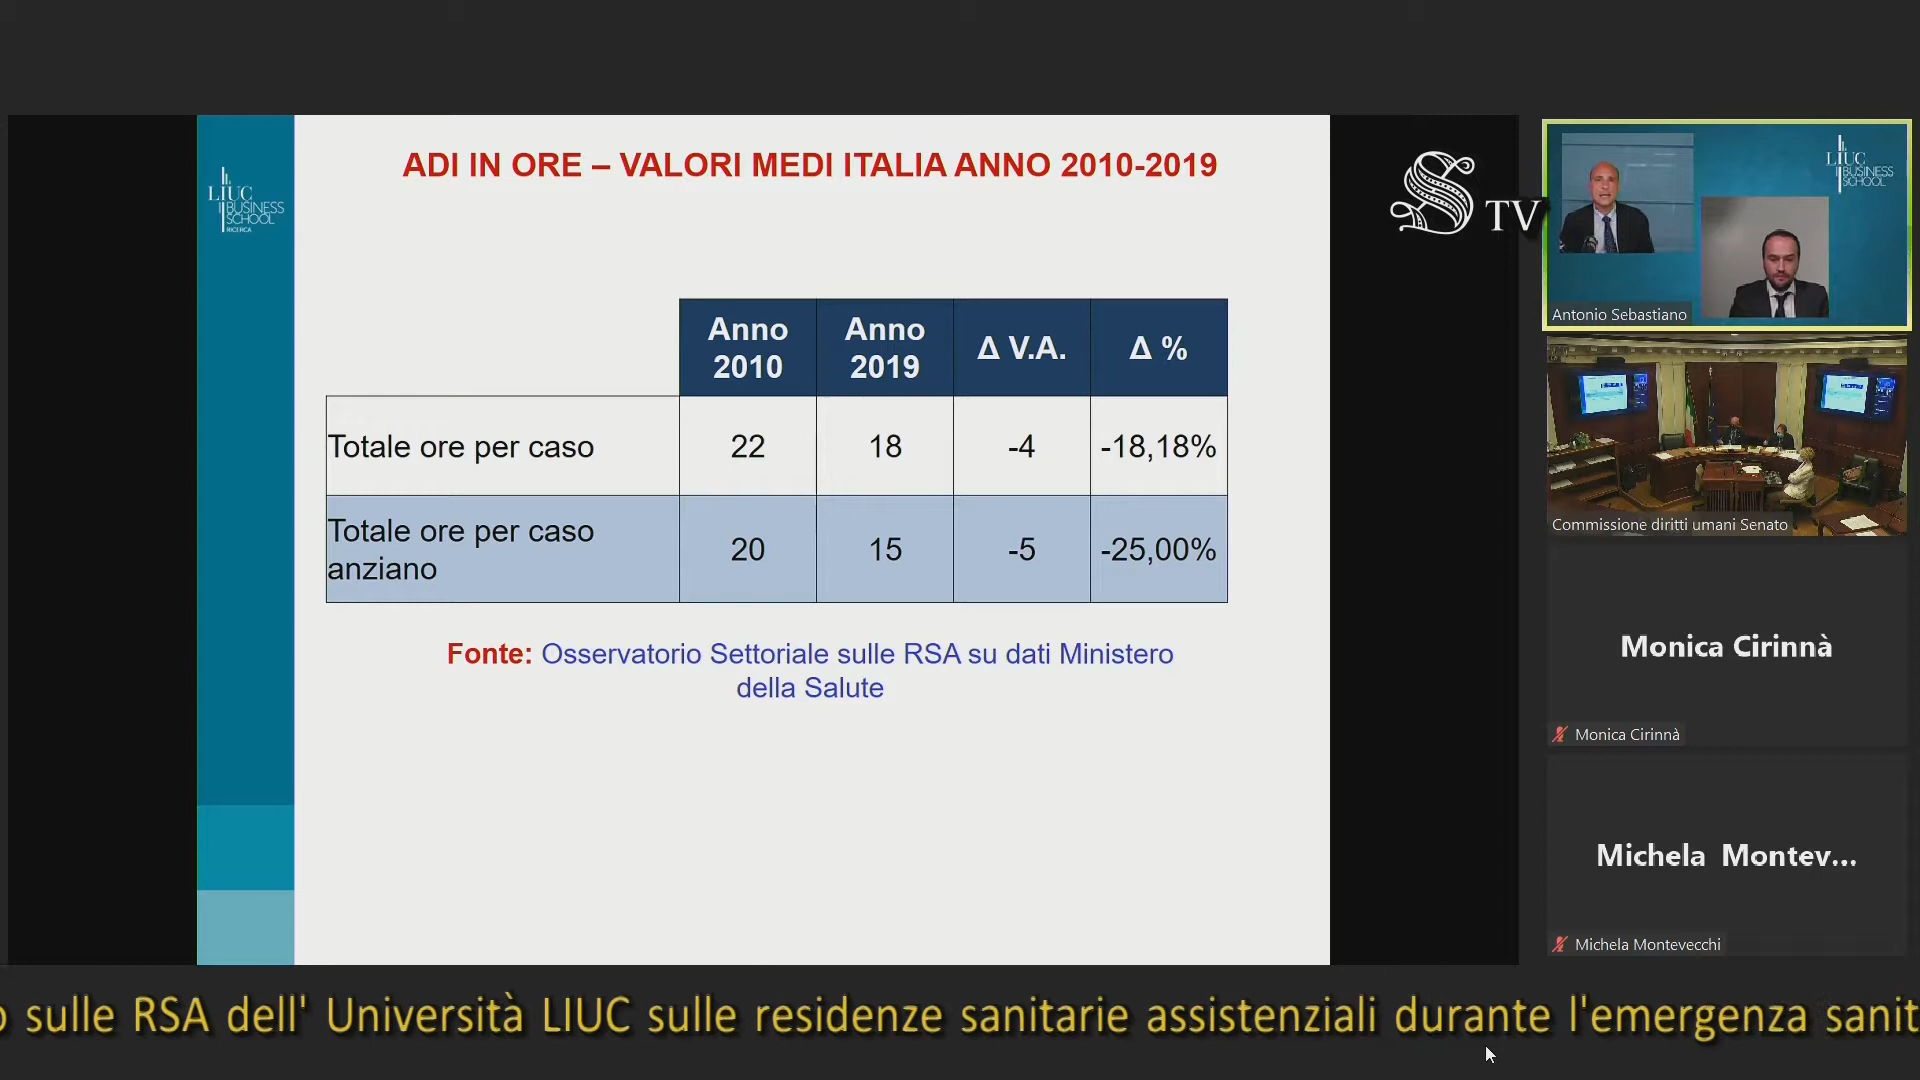 ADI IN ORE – VALORI MEDI ITALIA ANNO 2010-2019
LIUC
BUSINESS
SCHOOL
RICERCA
Anno 2010 Anno 2019 Δ V.A. Δ %
Totale ore per caso 22 18 -4 -18,18%
Totale ore per caso anziano 20 15 -5 -25,00%
Fonte: Osservatorio Settoriale sulle RSA su dati Ministero
della Salute
S TV
LIUC
BUSINESS
SCHOOL
Antonio Sebastiano
Commissione diritti umani Senato
Monica Cirinnà
Monica Cirinnà
Michela Montev...
Michela Montevecchi
o sulle RSA dell' Università LIUC sulle residenze sanitarie assistenziali durante l'emergenza sanit